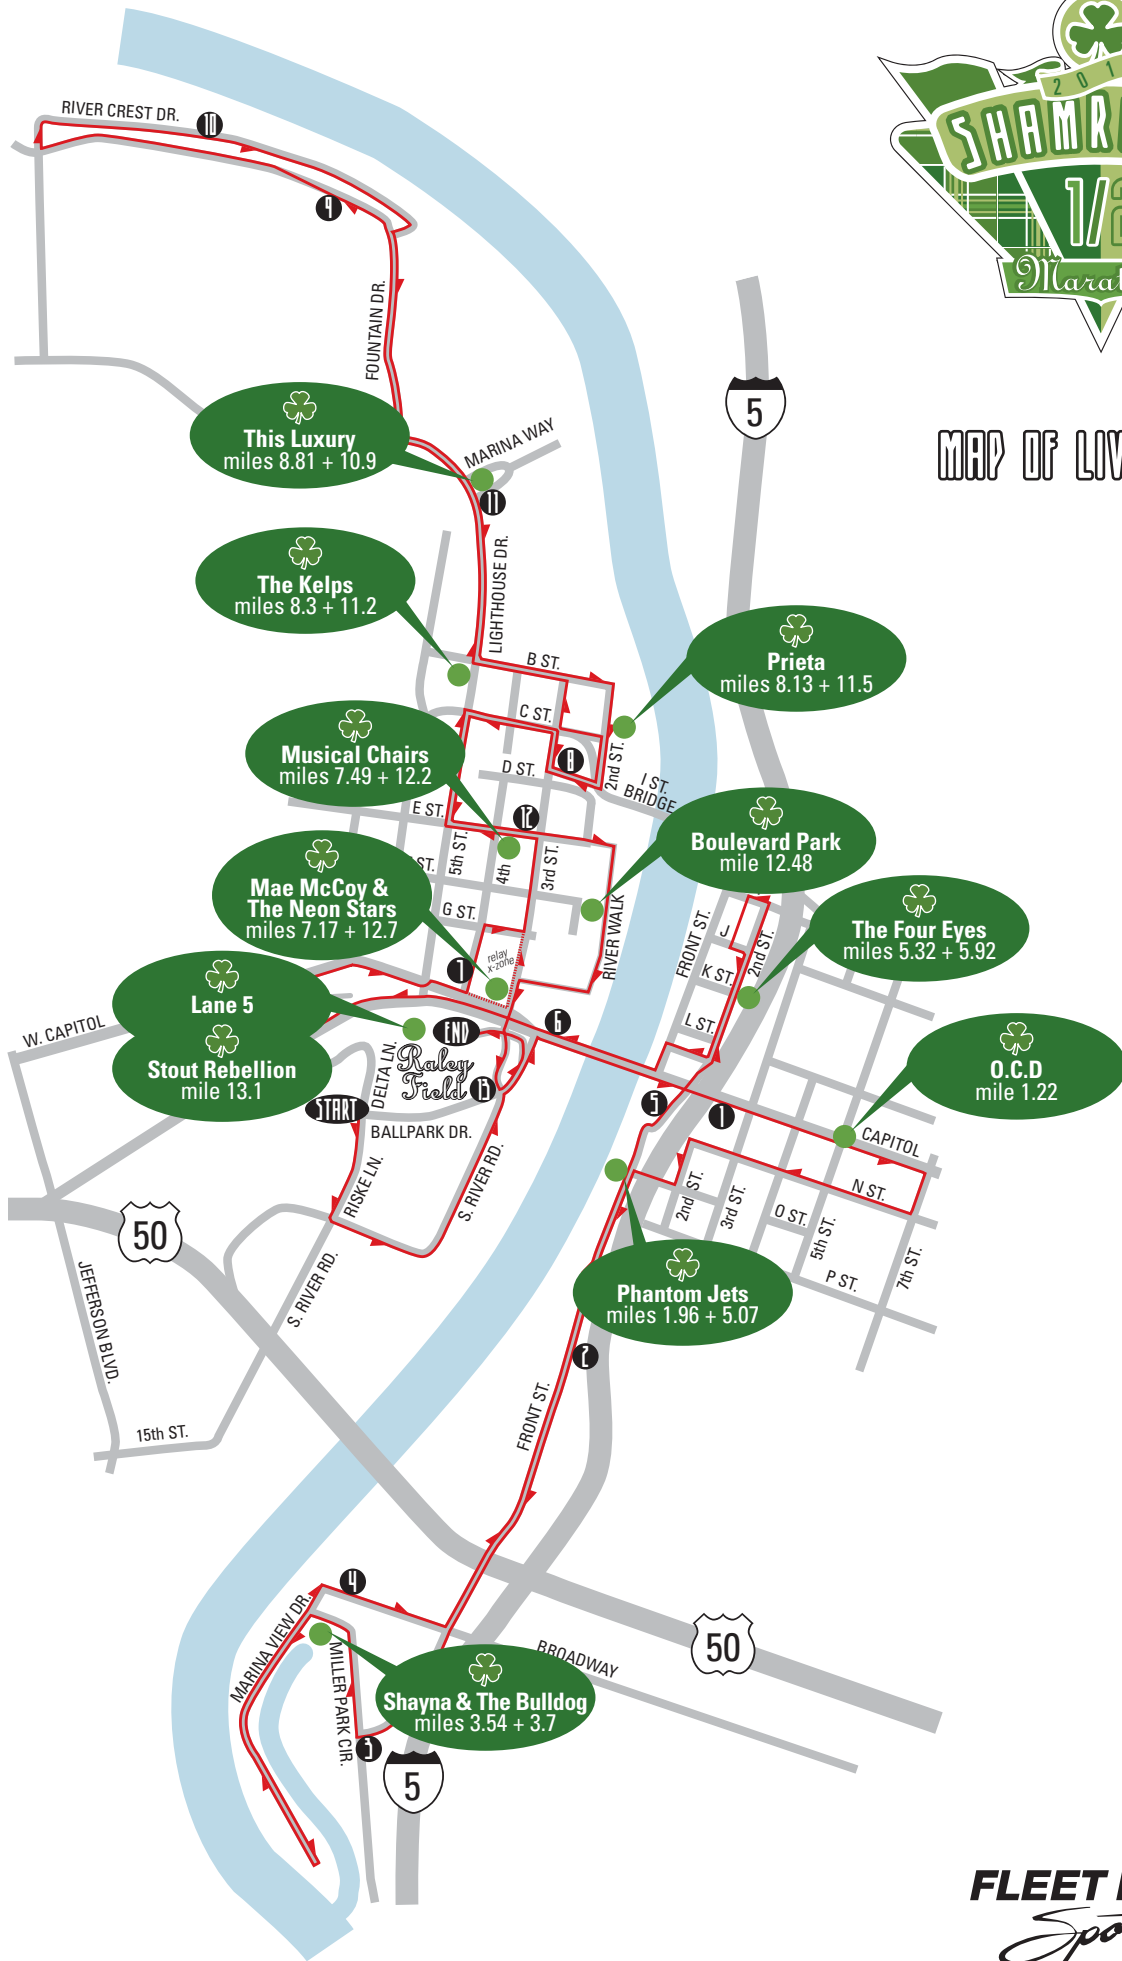 RIVER CREST DR.
10
9
FOUNTAIN DR.
201
1/2
5
This Luxury
miles 8.81 + 10.9
MARINA WAY
11
MAP OF
The Kelps
miles 8.3 + 11.2
LIGHTHOUSE DR.
B ST.
Prieta
miles 8.13 + 11.5
C ST.
Musical Chairs
miles 7.49 + 12.2
D ST.
8
2nd ST.
I ST.
BRIDGE
E ST.
12
Boulevard Park
mile 12.48
5th ST.
4th
3rd ST.
ST.
Mae McCoy &
The Neon Stars
miles 7.17 + 12.7
G ST.
RIVER WALK
FRONT ST.
J
2nd ST.
The Four Eyes
miles 5.32 + 5.92
K ST.
relay
x-zone
7
L ST.
Lane 5
W. CAPITOL
END
6
Raley
Field
DELTA LN.
Stout Rebellion
mile 13.1
O.C.D
mile 1.22
13
START
5
1
BALLPARK DR.
CAPITOL
RISKE LN.
S. RIVER RD.
N ST.
2nd ST.
3rd ST.
O ST.
5th ST.
7th ST.
P ST.
50
S. RIVER RD.
JEFFERSON BLVD.
Phantom Jets
miles 1.96 + 5.07
2
FRONT ST.
15th ST.
4
MARINA VIEW DR.
MILLER PARK CIR.
BROADWAY
50
Shayna & The Bulldog
miles 3.54 + 3.7
3
5
FLEET